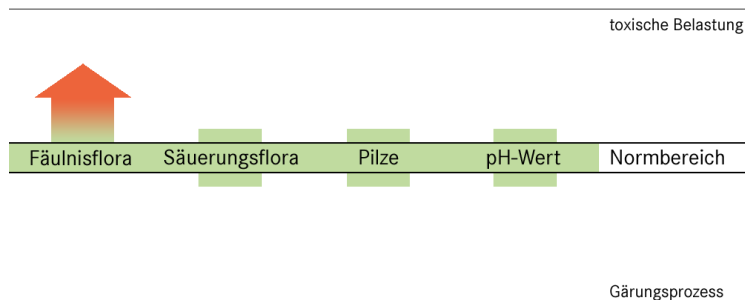 toxische Belastung
Fäulnisflora Säuerungsflora Pilze pH-Wert Normbereich
Gärungsprozess